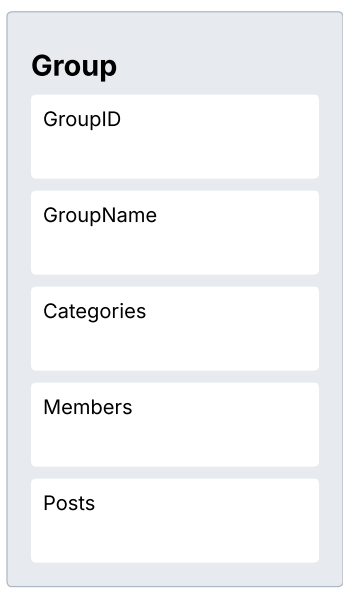 Group
GroupID
GroupName
Categories
Members
Posts